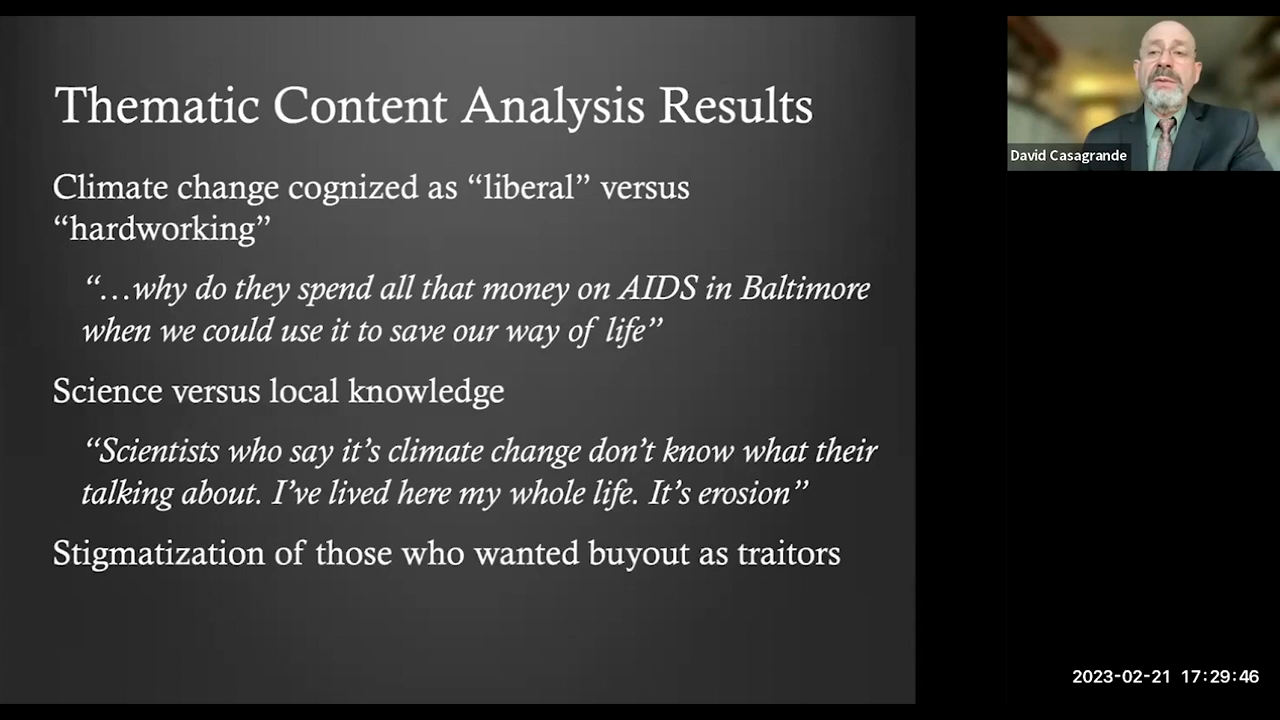 Thematic Content Analysis Results
Climate change cognized as “liberal” versus
“hardworking”
“…why do they spend all that money on AIDS in Baltimore
when we could use it to save our way of life”
Science versus local knowledge
“Scientists who say it’s climate change don’t know what their
talking about. I’ve lived here my whole life. It’s erosion”
Stigmatization of those who wanted buyout as traitors
David Casagrande
2023-02-21 17:29:46